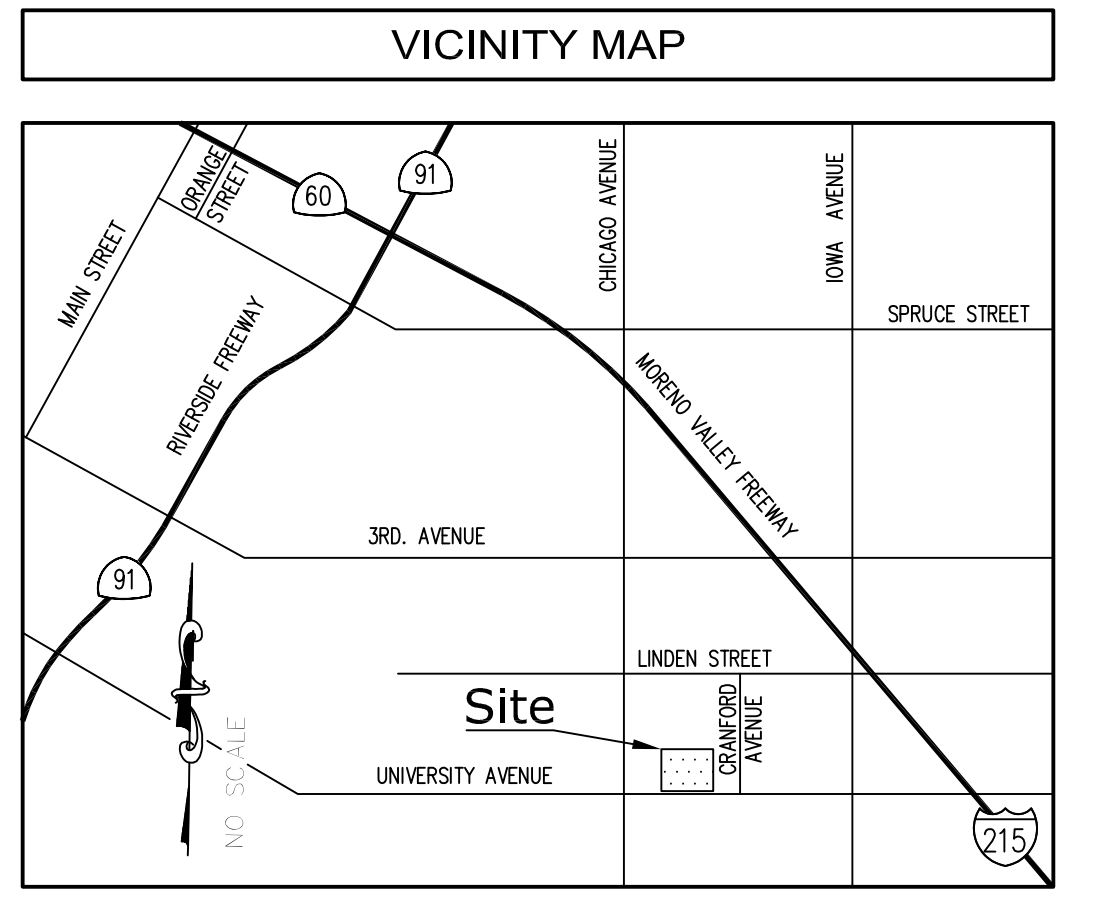 VICINITY MAP
ORANGE
STREET
60
91
CHICAGO AVENUE
IOWA AVENUE
MAIN STREET
SPRUCE STREET
RIVERSIDE FREEWAY
MORENO VALLEY FREEWAY
3RD. AVENUE
91
LINDEN STREET
Site
CRANFORD
AVENUE
NO SCALE
UNIVERSITY AVENUE
215